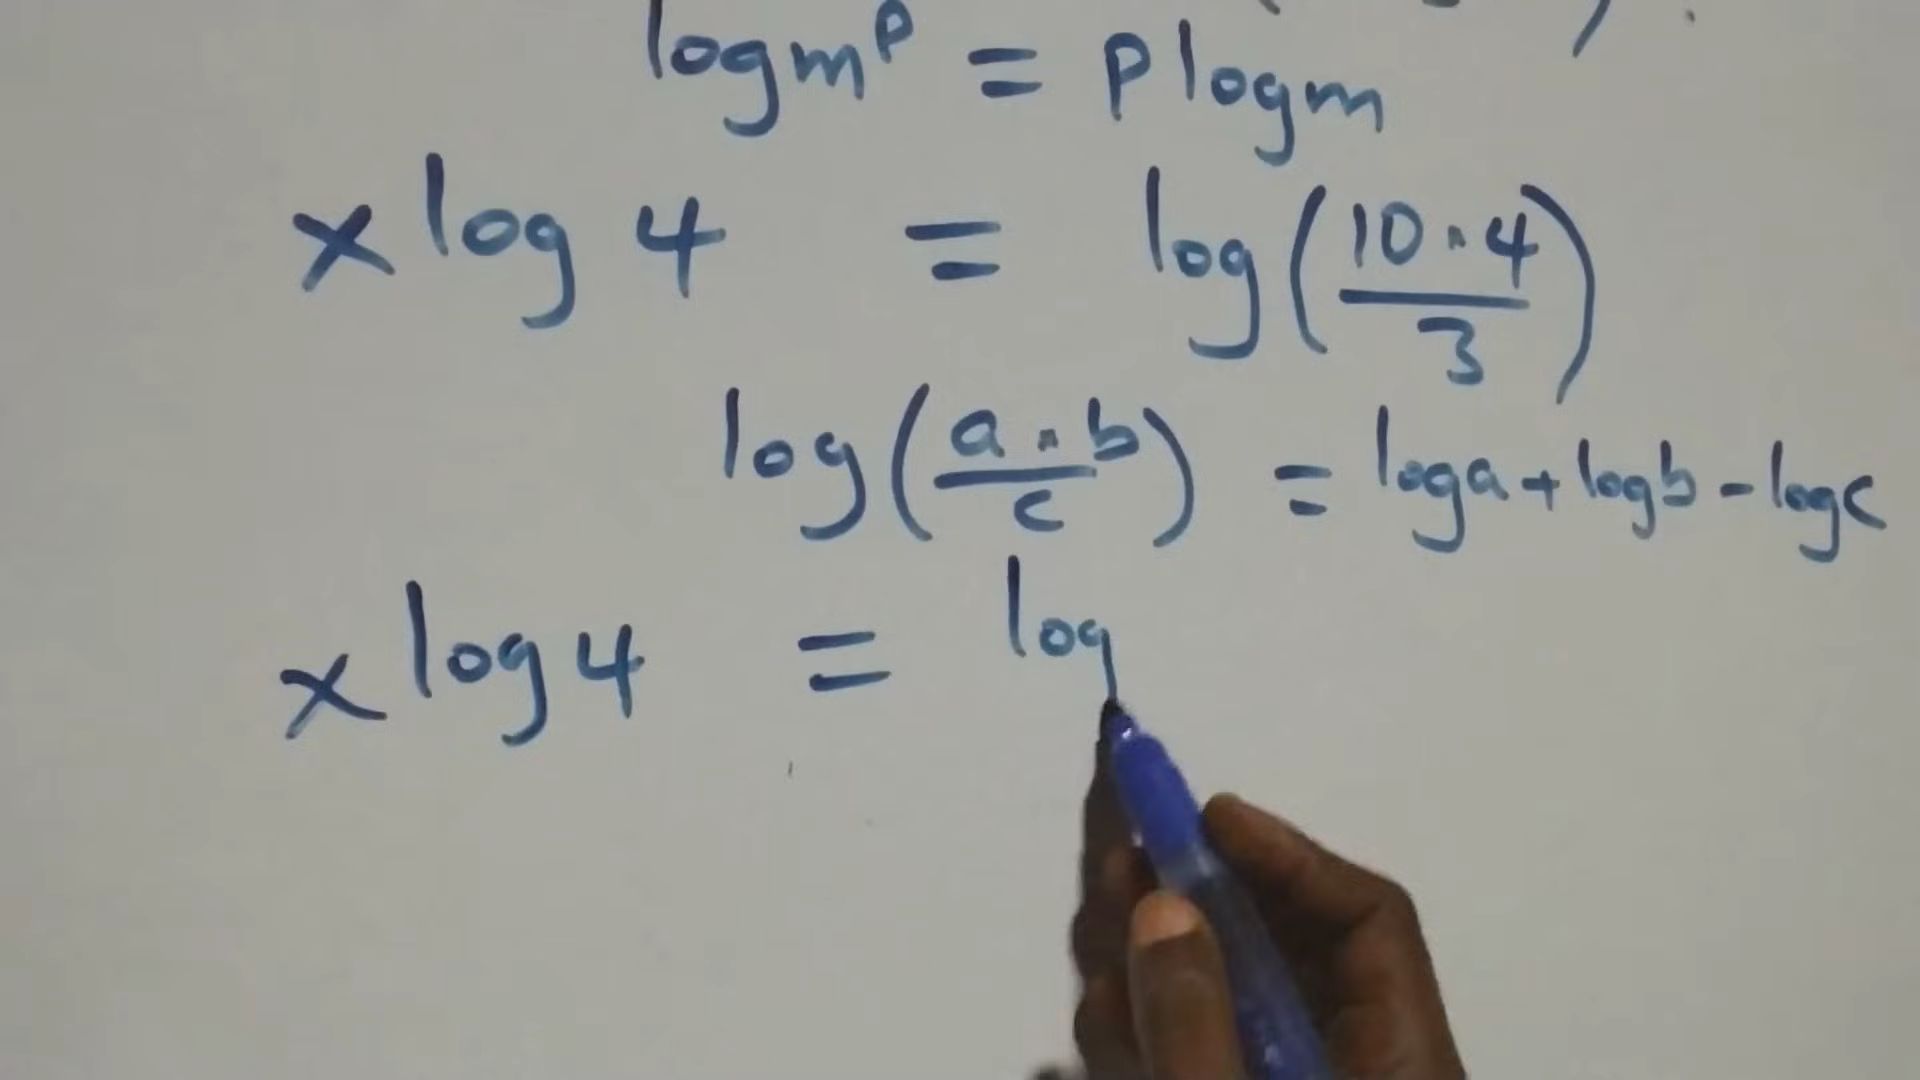 log m^p = p log m
x log 4 = log(10·4/3)
log(a·b/c) = log a + log b - log c
x log 4 = log